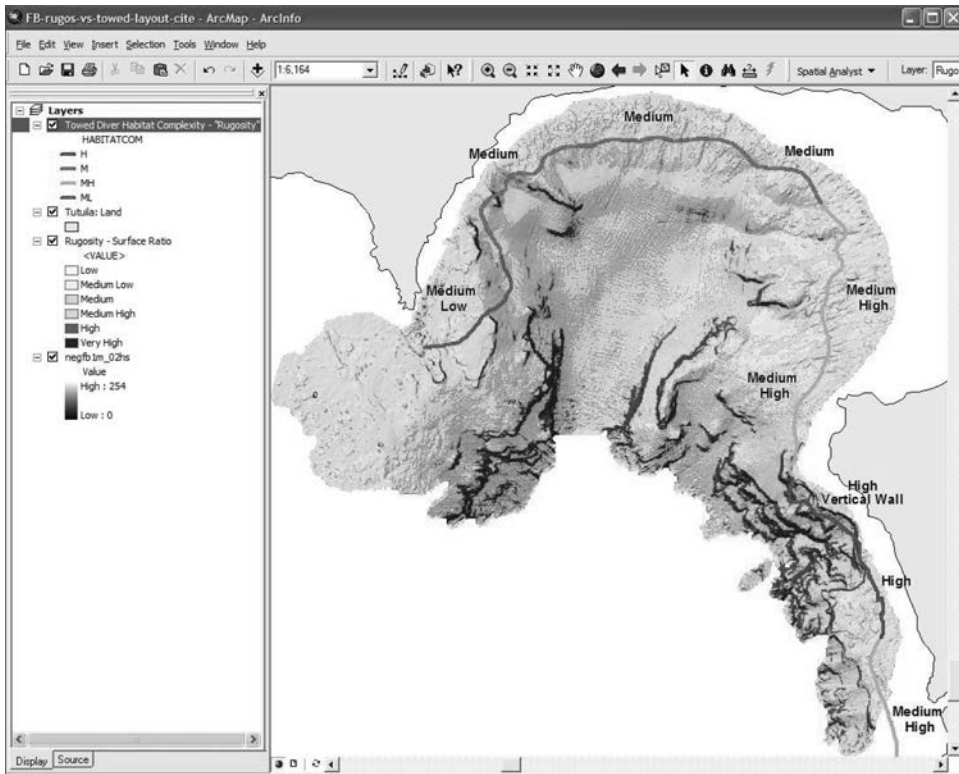 FB-rugos-vs-towed-layout-cite - ArcMap - ArcInfo
File Edit View Insert Selection Tools Window Help
1:6,164
Spatial Analyst
Layer: Rugo
Layers
Towed Diver Habitat Complexity - "Rugosity"
HABITATCOM
H
M
MH
ML
Tutuila: Land
Rugosity - Surface Ratio
<VALUE>
Low
Medium Low
Medium
Medium High
High
Very High
negfb1m_02hs
Value
High : 254
Low : 0
Display Source
Medium
Medium
Medium
Medium
Low
Medium
High
Medium
High
High
Vertical Wall
High
Medium
High